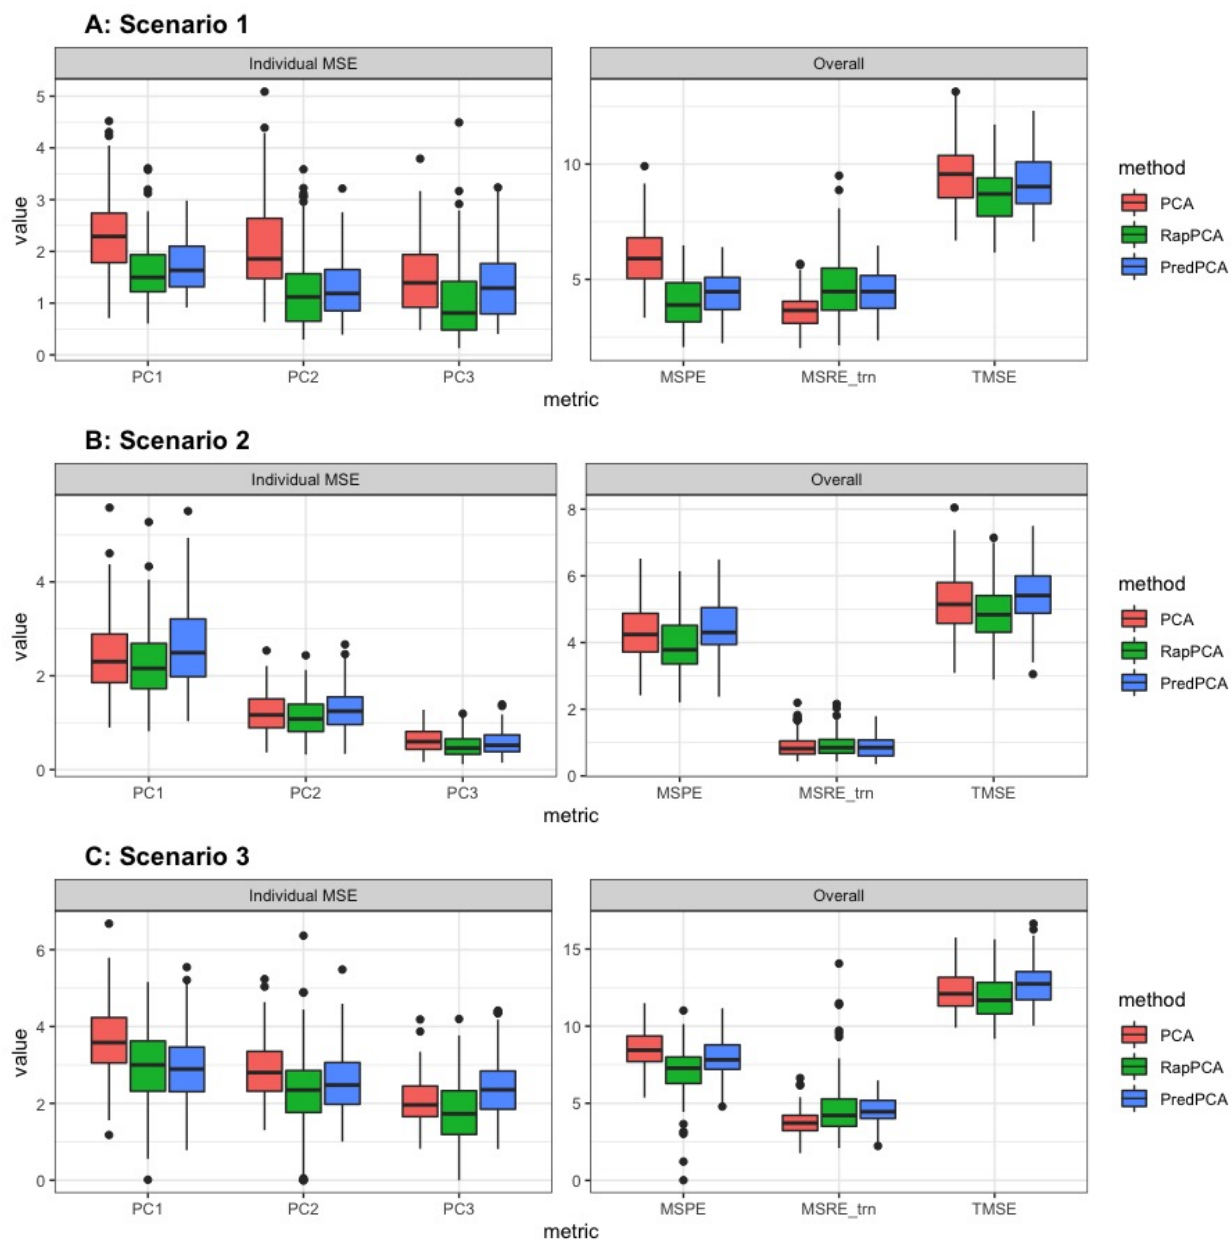 A: Scenario 1
Individual MSE
Overall
value
5
4
3
2
1
0
10
5
PC1 PC2 PC3
MSPE MSRE_trn TMSE
metric
method
PCA
RapPCA
PredPCA
B: Scenario 2
Individual MSE
Overall
value
4
2
0
8
6
4
2
0
PC1 PC2 PC3
MSPE MSRE_trn TMSE
metric
method
PCA
RapPCA
PredPCA
C: Scenario 3
Individual MSE
Overall
value
6
4
2
0
15
10
5
0
PC1 PC2 PC3
MSPE MSRE_trn TMSE
metric
method
PCA
RapPCA
PredPCA